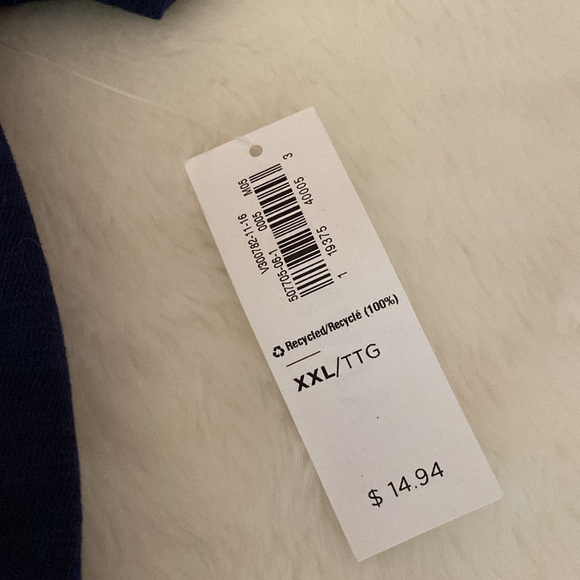 507705-06-1 0005
V300782-11-16 M05
1 19375 40005 3
Recycled/Recyclé (100%)
XXL/TTG
$ 14.94